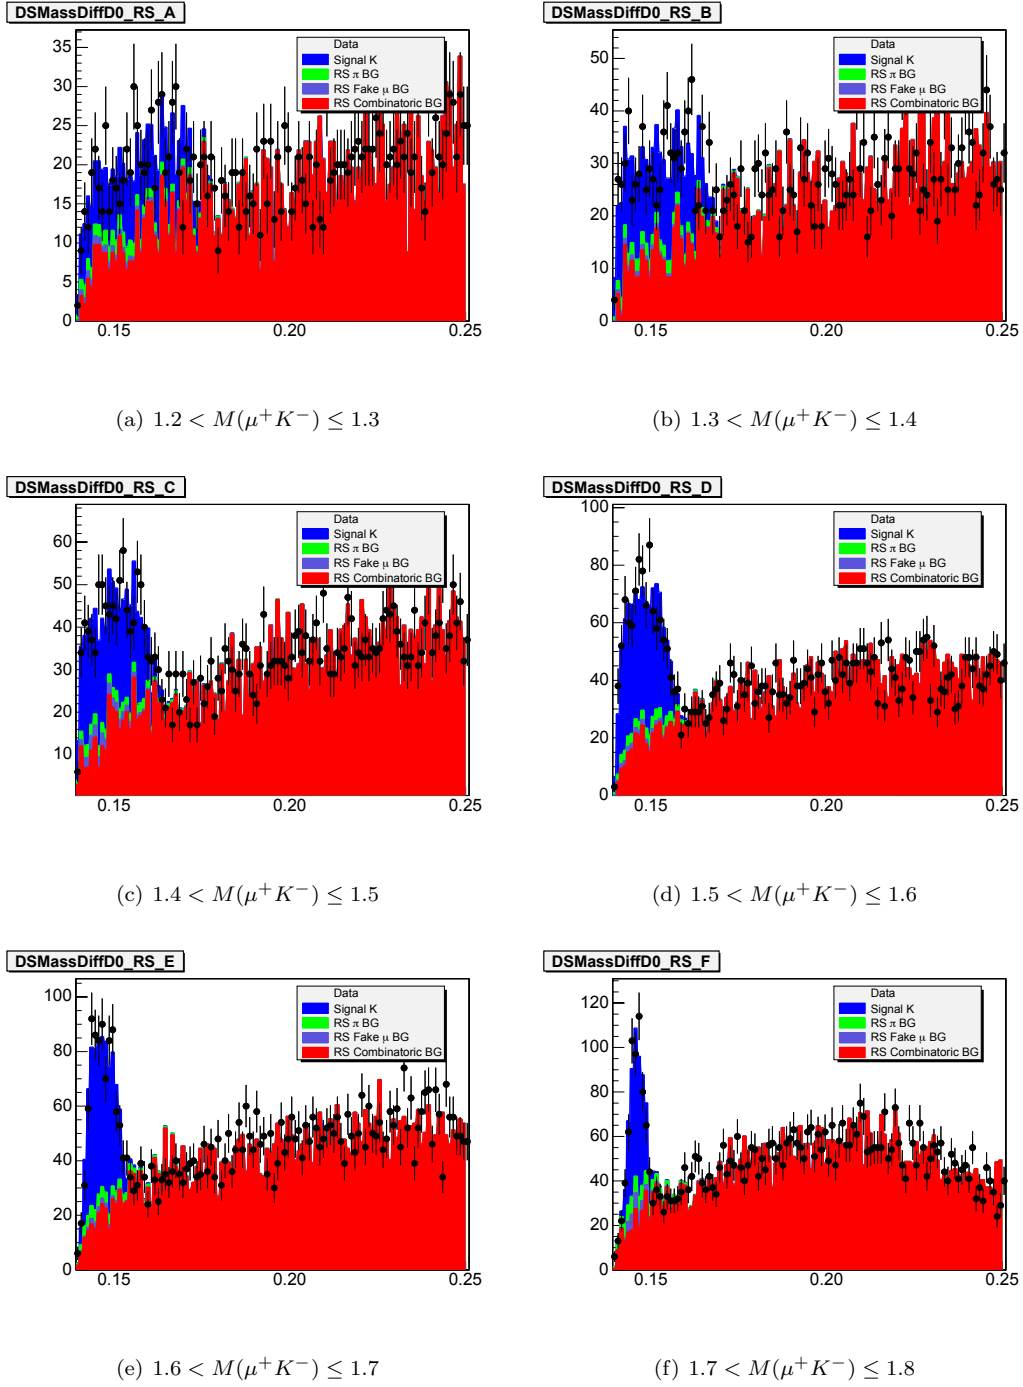 DSMassDiffD0_RS_A
Data
Signal K
RS π BG
RS Fake μ BG
RS Combinatoric BG
35
30
25
20
15
10
5
0
0.15 0.20 0.25
(a) 1.2 < M(μ⁺K⁻) ≤ 1.3
DSMassDiffD0_RS_B
Data
Signal K
RS π BG
RS Fake μ BG
RS Combinatoric BG
50
40
30
20
10
0
0.15 0.20 0.25
(b) 1.3 < M(μ⁺K⁻) ≤ 1.4
DSMassDiffD0_RS_C
Data
Signal K
RS π BG
RS Fake μ BG
RS Combinatoric BG
60
50
40
30
20
10
0.15 0.20 0.25
(c) 1.4 < M(μ⁺K⁻) ≤ 1.5
DSMassDiffD0_RS_D
Data
Signal K
RS π BG
RS Fake μ BG
RS Combinatoric BG
100
80
60
40
20
0
0.15 0.20 0.25
(d) 1.5 < M(μ⁺K⁻) ≤ 1.6
DSMassDiffD0_RS_E
Data
Signal K
RS π BG
RS Fake μ BG
RS Combinatoric BG
100
80
60
40
20
0
0.15 0.20 0.25
(e) 1.6 < M(μ⁺K⁻) ≤ 1.7
DSMassDiffD0_RS_F
Data
Signal K
RS π BG
RS Fake μ BG
RS Combinatoric BG
120
100
80
60
40
20
0
0.15 0.20 0.25
(f) 1.7 < M(μ⁺K⁻) ≤ 1.8